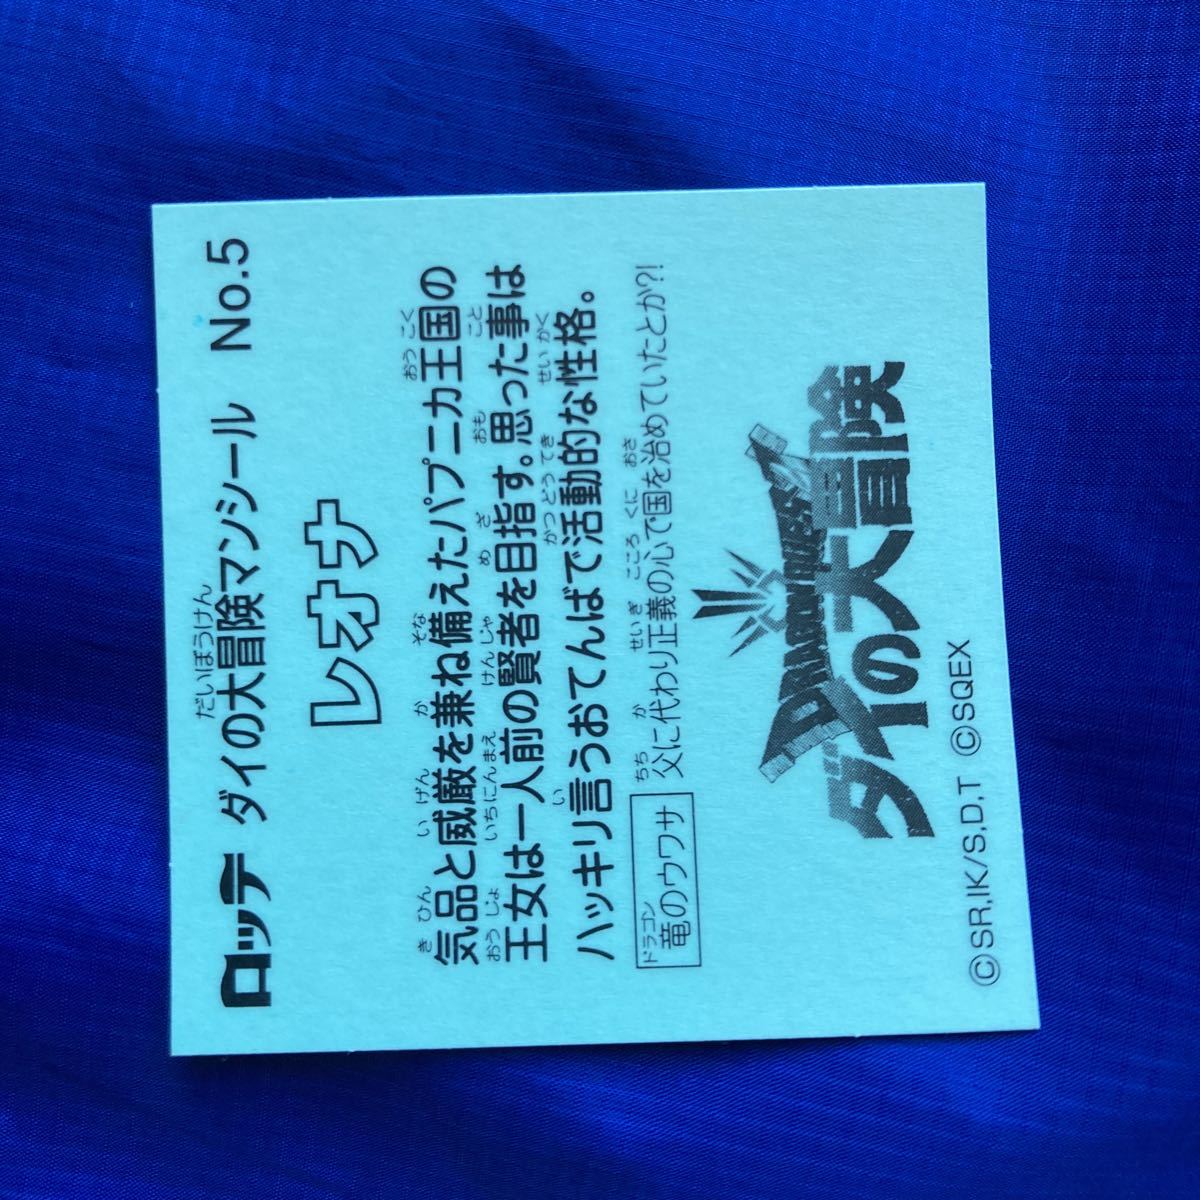 ロッテ ダイの大冒険マンシール No.5
だいぼうけん
レオナ
きひん いげん か そな おうこく
気品と威厳を兼ね備えたパプニカ王国の
おうじょ いちにんまえ けんじゃ めざ おも こと
王女は一人前の賢者を目指す。思った事は
い かつどうてき せいかく
ハッキリ言うおてんばで活動的な性格。
ドラゴン ちち か せいぎ こころ くに おさ
竜のウワサ 父に代わり正義の心で国を治めていたとか?!
DRAGON QUEST
ダイの大冒険
©SR,IK/S,D,T ©SQEX